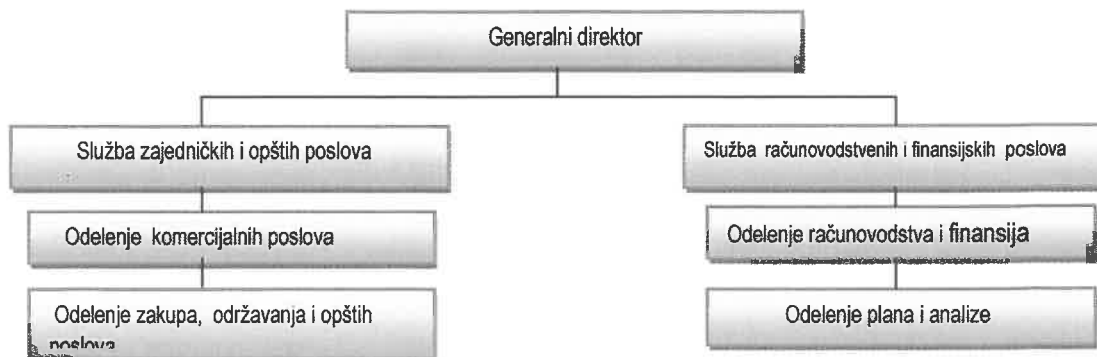 Generalni direktor
Služba zajedničkih i opštih poslova
Služba računovodstvenih i finansijskih poslova
Odelenje komercijalnih poslova
Odelenje računovodstva i finansija
Odelenje zakupa, održavanja i opštih
poslova
Odelenje plana i analize